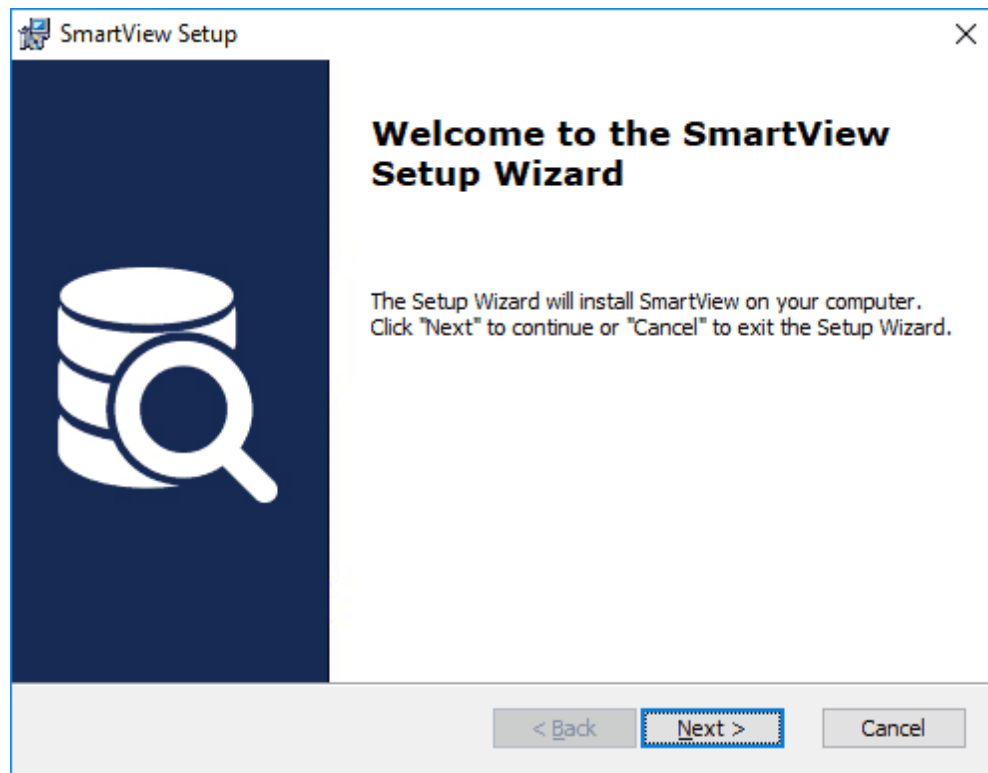 SmartView Setup
Welcome to the SmartView
Setup Wizard
The Setup Wizard will install SmartView on your computer.
Click "Next" to continue or "Cancel" to exit the Setup Wizard.
< Back
Next >
Cancel